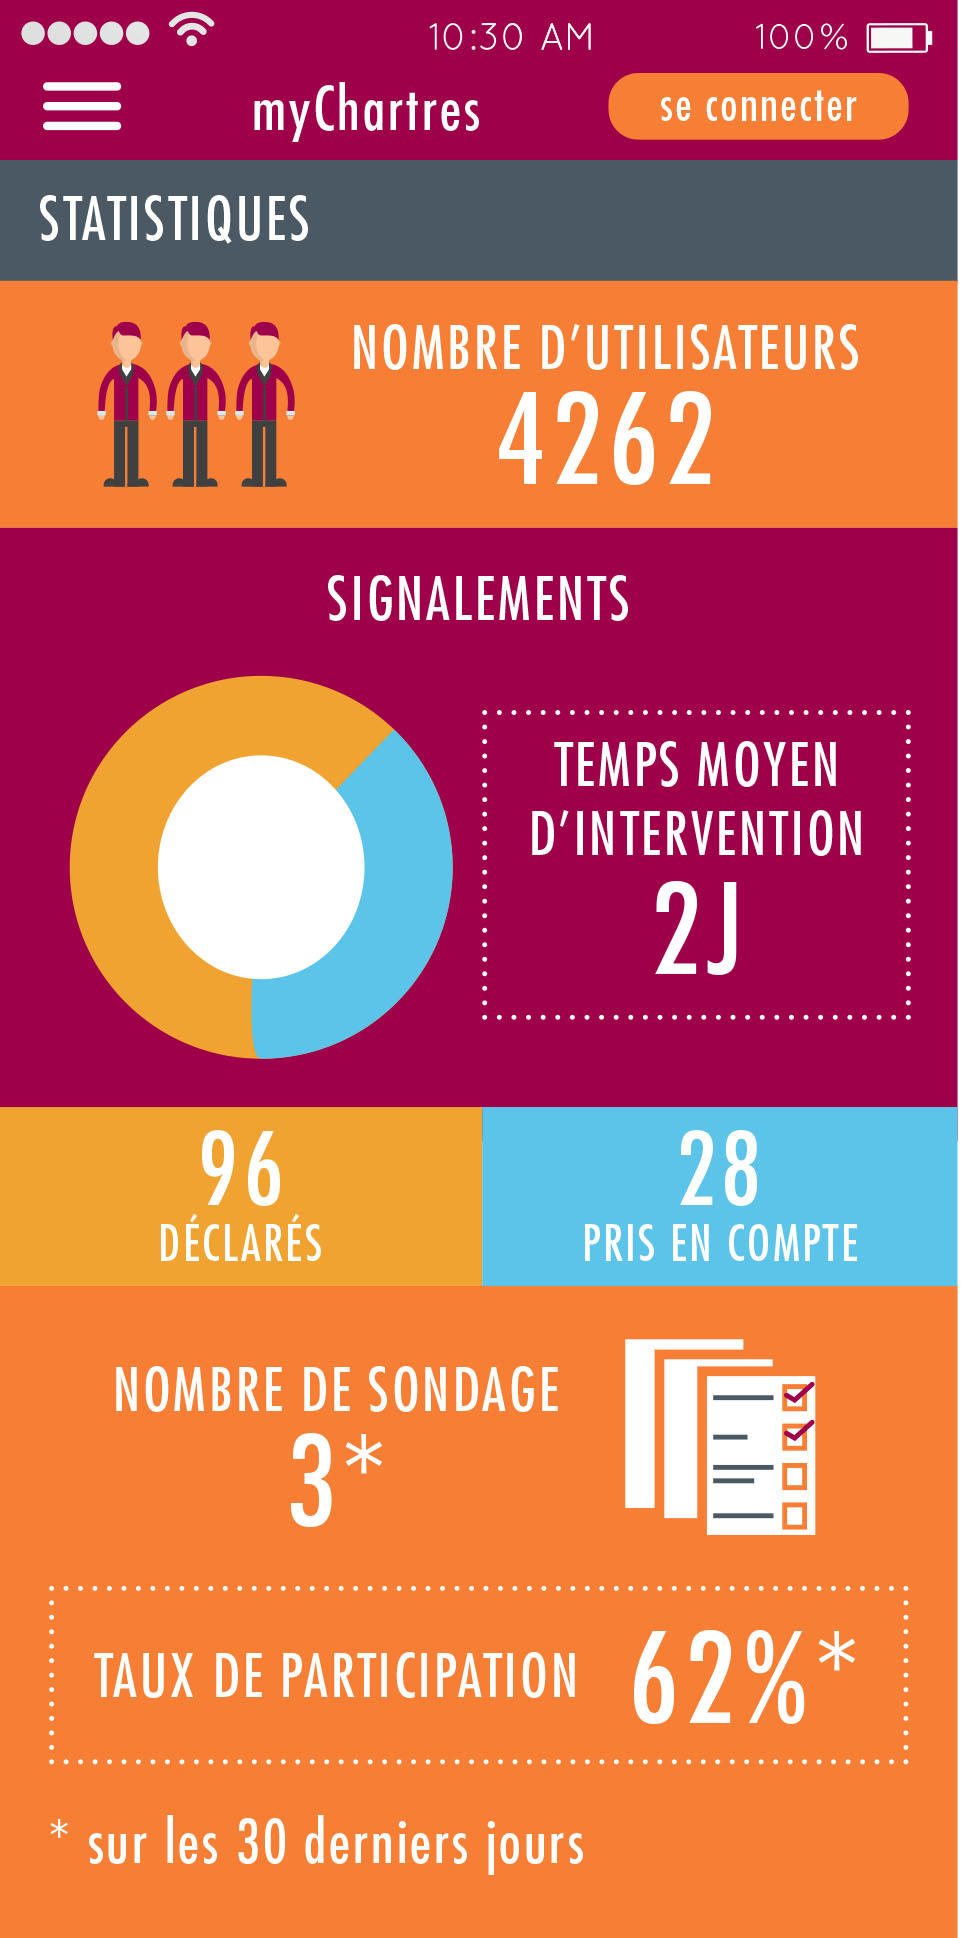 10:30 AM 100%
myChartres se connecter
STATISTIQUES
NOMBRE D'UTILISATEURS
4262
SIGNALEMENTS
TEMPS MOYEN
D'INTERVENTION
2J
96
DÉCLARÉS
28
PRIS EN COMPTE
NOMBRE DE SONDAGE
3*
TAUX DE PARTICIPATION 62%*
* sur les 30 derniers jours